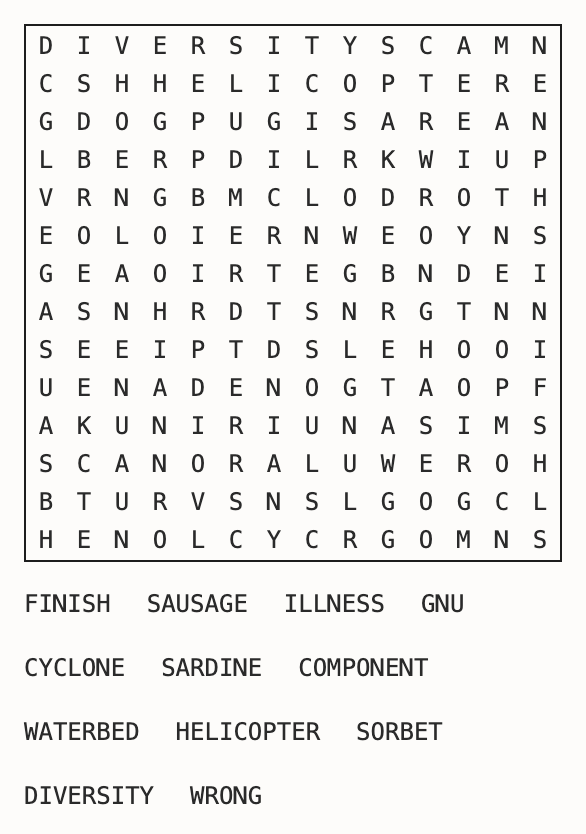 D I V E R S I T Y S C A M N
C S H H E L I C O P T E R E
G D O G P U G I S A R E A N
L B E R P D I L R K W I U P
V R N G B M C L O D R O T H
E O L O I E R N W E O Y N S
G E A O I R T E G B N D E I
A S N H R D T S N R G T N N
S E E I P T D S L E H O O I
U E N A D E N O G T A O P F
A K U N I R I U N A S I M S
S C A N O R A L U W E R O H
B T U R V S N S L G O G C L
H E N O L C Y C R G O M N S
FINISH SAUSAGE ILLNESS GNU
CYCLONE SARDINE COMPONENT
WATERBED HELICOPTER SORBET
DIVERSITY WRONG